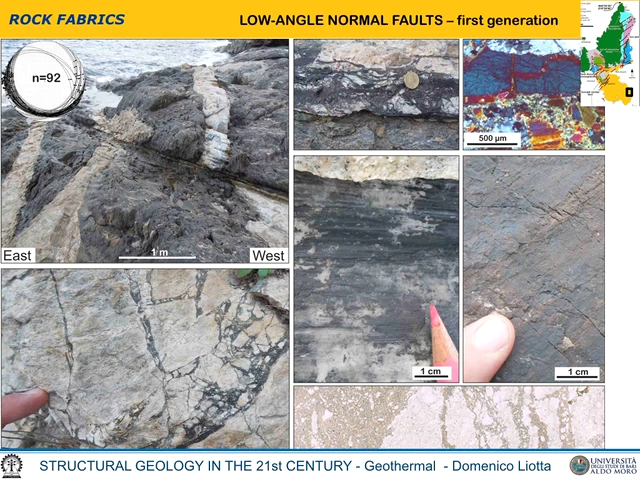 ROCK FABRICS
LOW-ANGLE NORMAL FAULTS – first generation
n=92
500 µm
East
1 m
West
1 cm
1 cm
STRUCTURAL GEOLOGY IN THE 21st CENTURY - Geothermal - Domenico Liotta
UNIVERSITÀ
DEGLI STUDI DI BARI
ALDO MORO